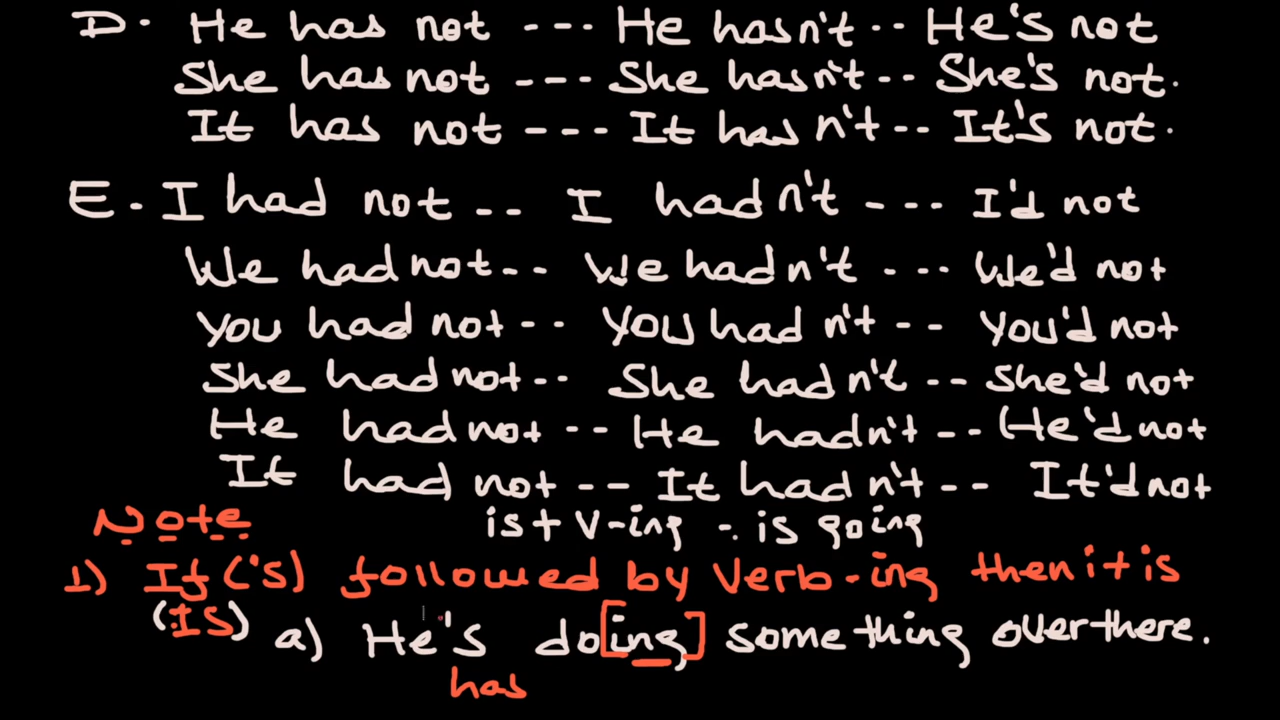 D. He has not --- He hasn't -- He's not
She has not --- She hasn't -- She's not.
It has not --- It hasn't -- It's not.
E. I had not -- I hadn't --- I'd not
We had not -- We hadn't --- We'd not
You had not -- You hadn't -- You'd not
She had not -- She hadn't -- She'd not
He had not -- He hadn't -- He'd not
It had not -- It hadn't -- It'd not
Note is+ V-ing -. is going
1) If ('s) followed by Verb-ing then it is
(IS) a) He's do[ing] something over there.
has